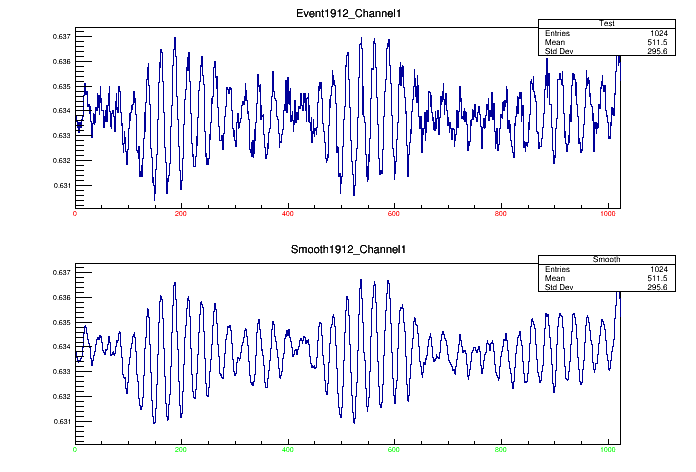 Event1912_Channel1
Test
Entries 1024
Mean 511.5
Std Dev 295.6
0.637
0.636
0.635
0.634
0.633
0.632
0.631
0 200 400 600 800 1000
Smooth1912_Channel1
Smooth
Entries 1024
Mean 511.5
Std Dev 295.6
0.637
0.636
0.635
0.634
0.633
0.632
0.631
0 200 400 600 800 1000